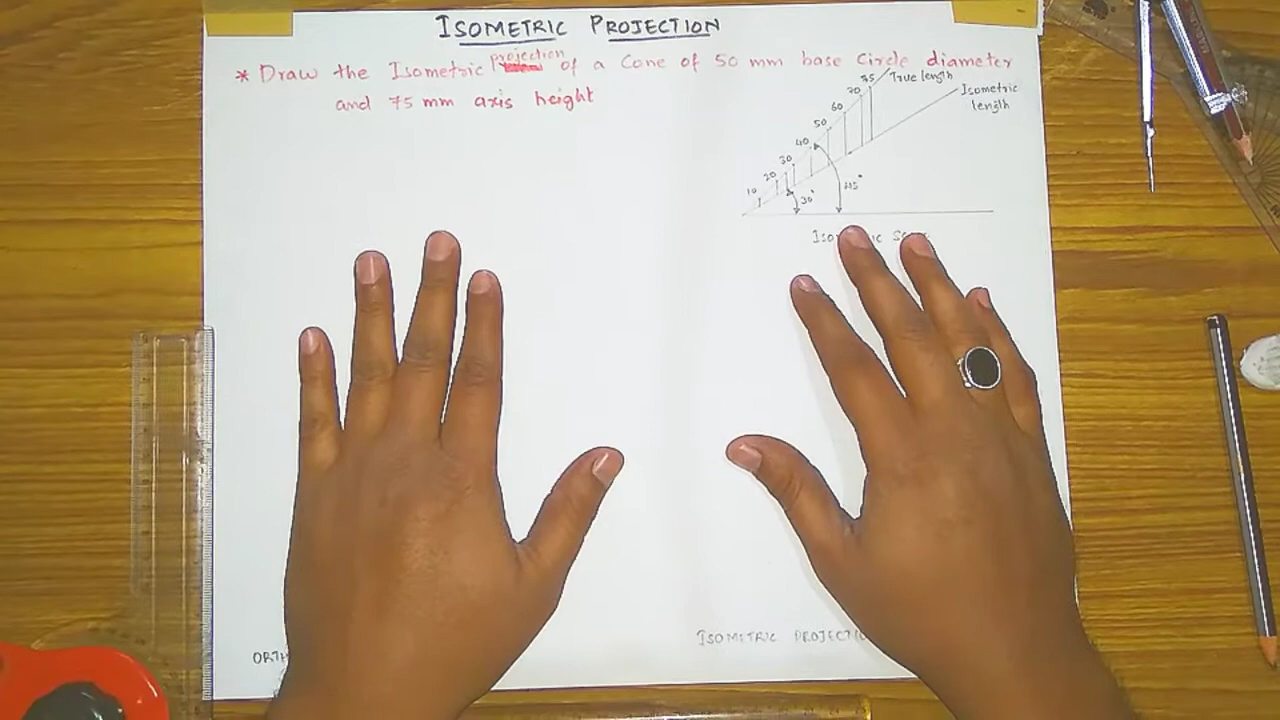 ISOMETRIC PROJECTION
* Draw the Isometric projection of a Cone of 50 mm base Circle diameter
and 75 mm axis height
True length
Isometric
length
10 20 30 40 50 60 70 75
30° 45°
ISOMETRIC PROJECTIO
ORTH